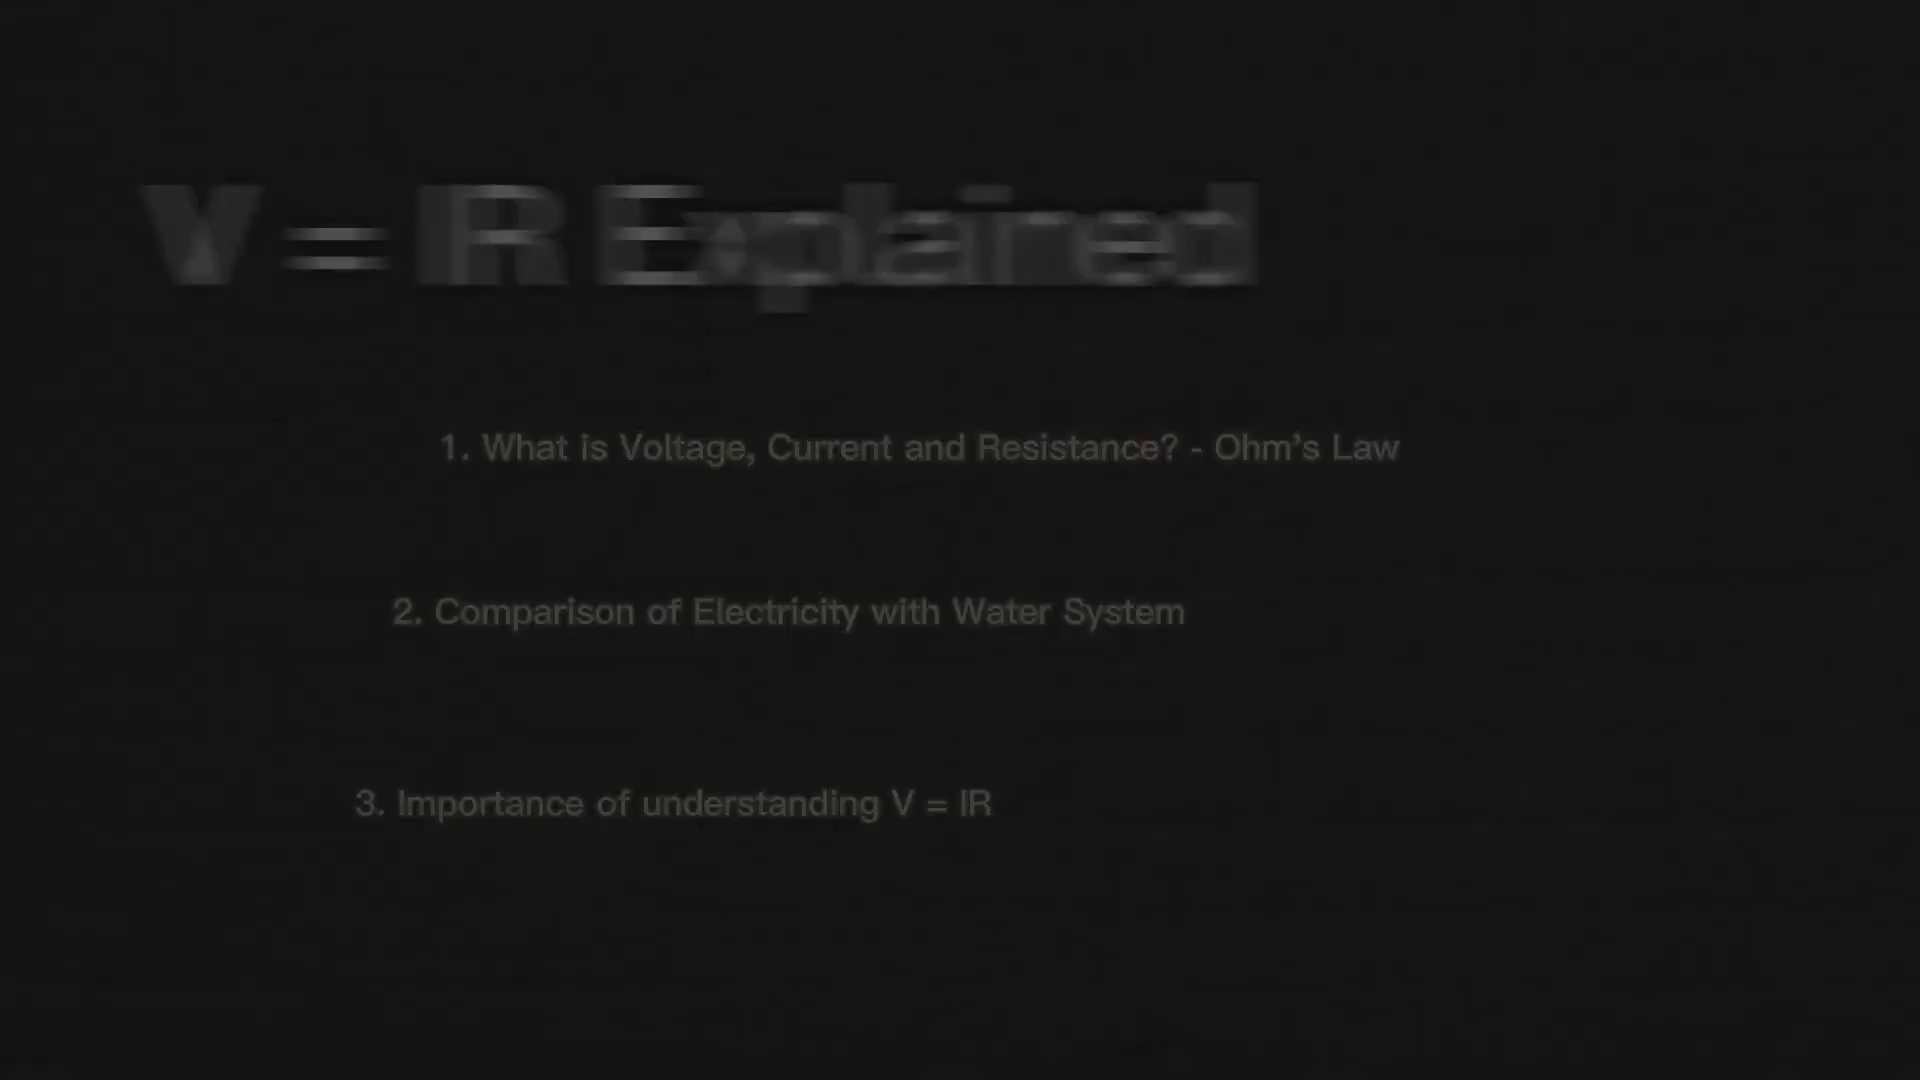 V = IR Explained
1. What is Voltage, Current and Resistance? - Ohm’s Law
2. Comparison of Electricity with Water System
3. Importance of understanding V = IR